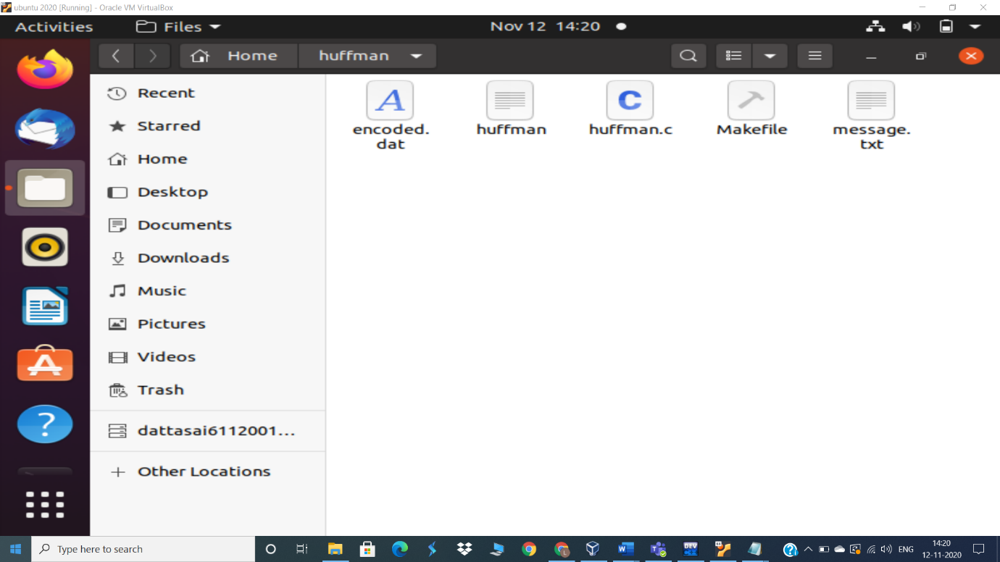 ubuntu 2020 [Running] - Oracle VM VirtualBox
Activities Files Nov 12 14:20
Home huffman
Recent
Starred
Home
Desktop
Documents
Downloads
Music
Pictures
Videos
Trash
dattasai6112001...
Other Locations
encoded.
dat
huffman
huffman.c
Makefile
message.
txt
Type here to search
ENG
14:20
12-11-2020